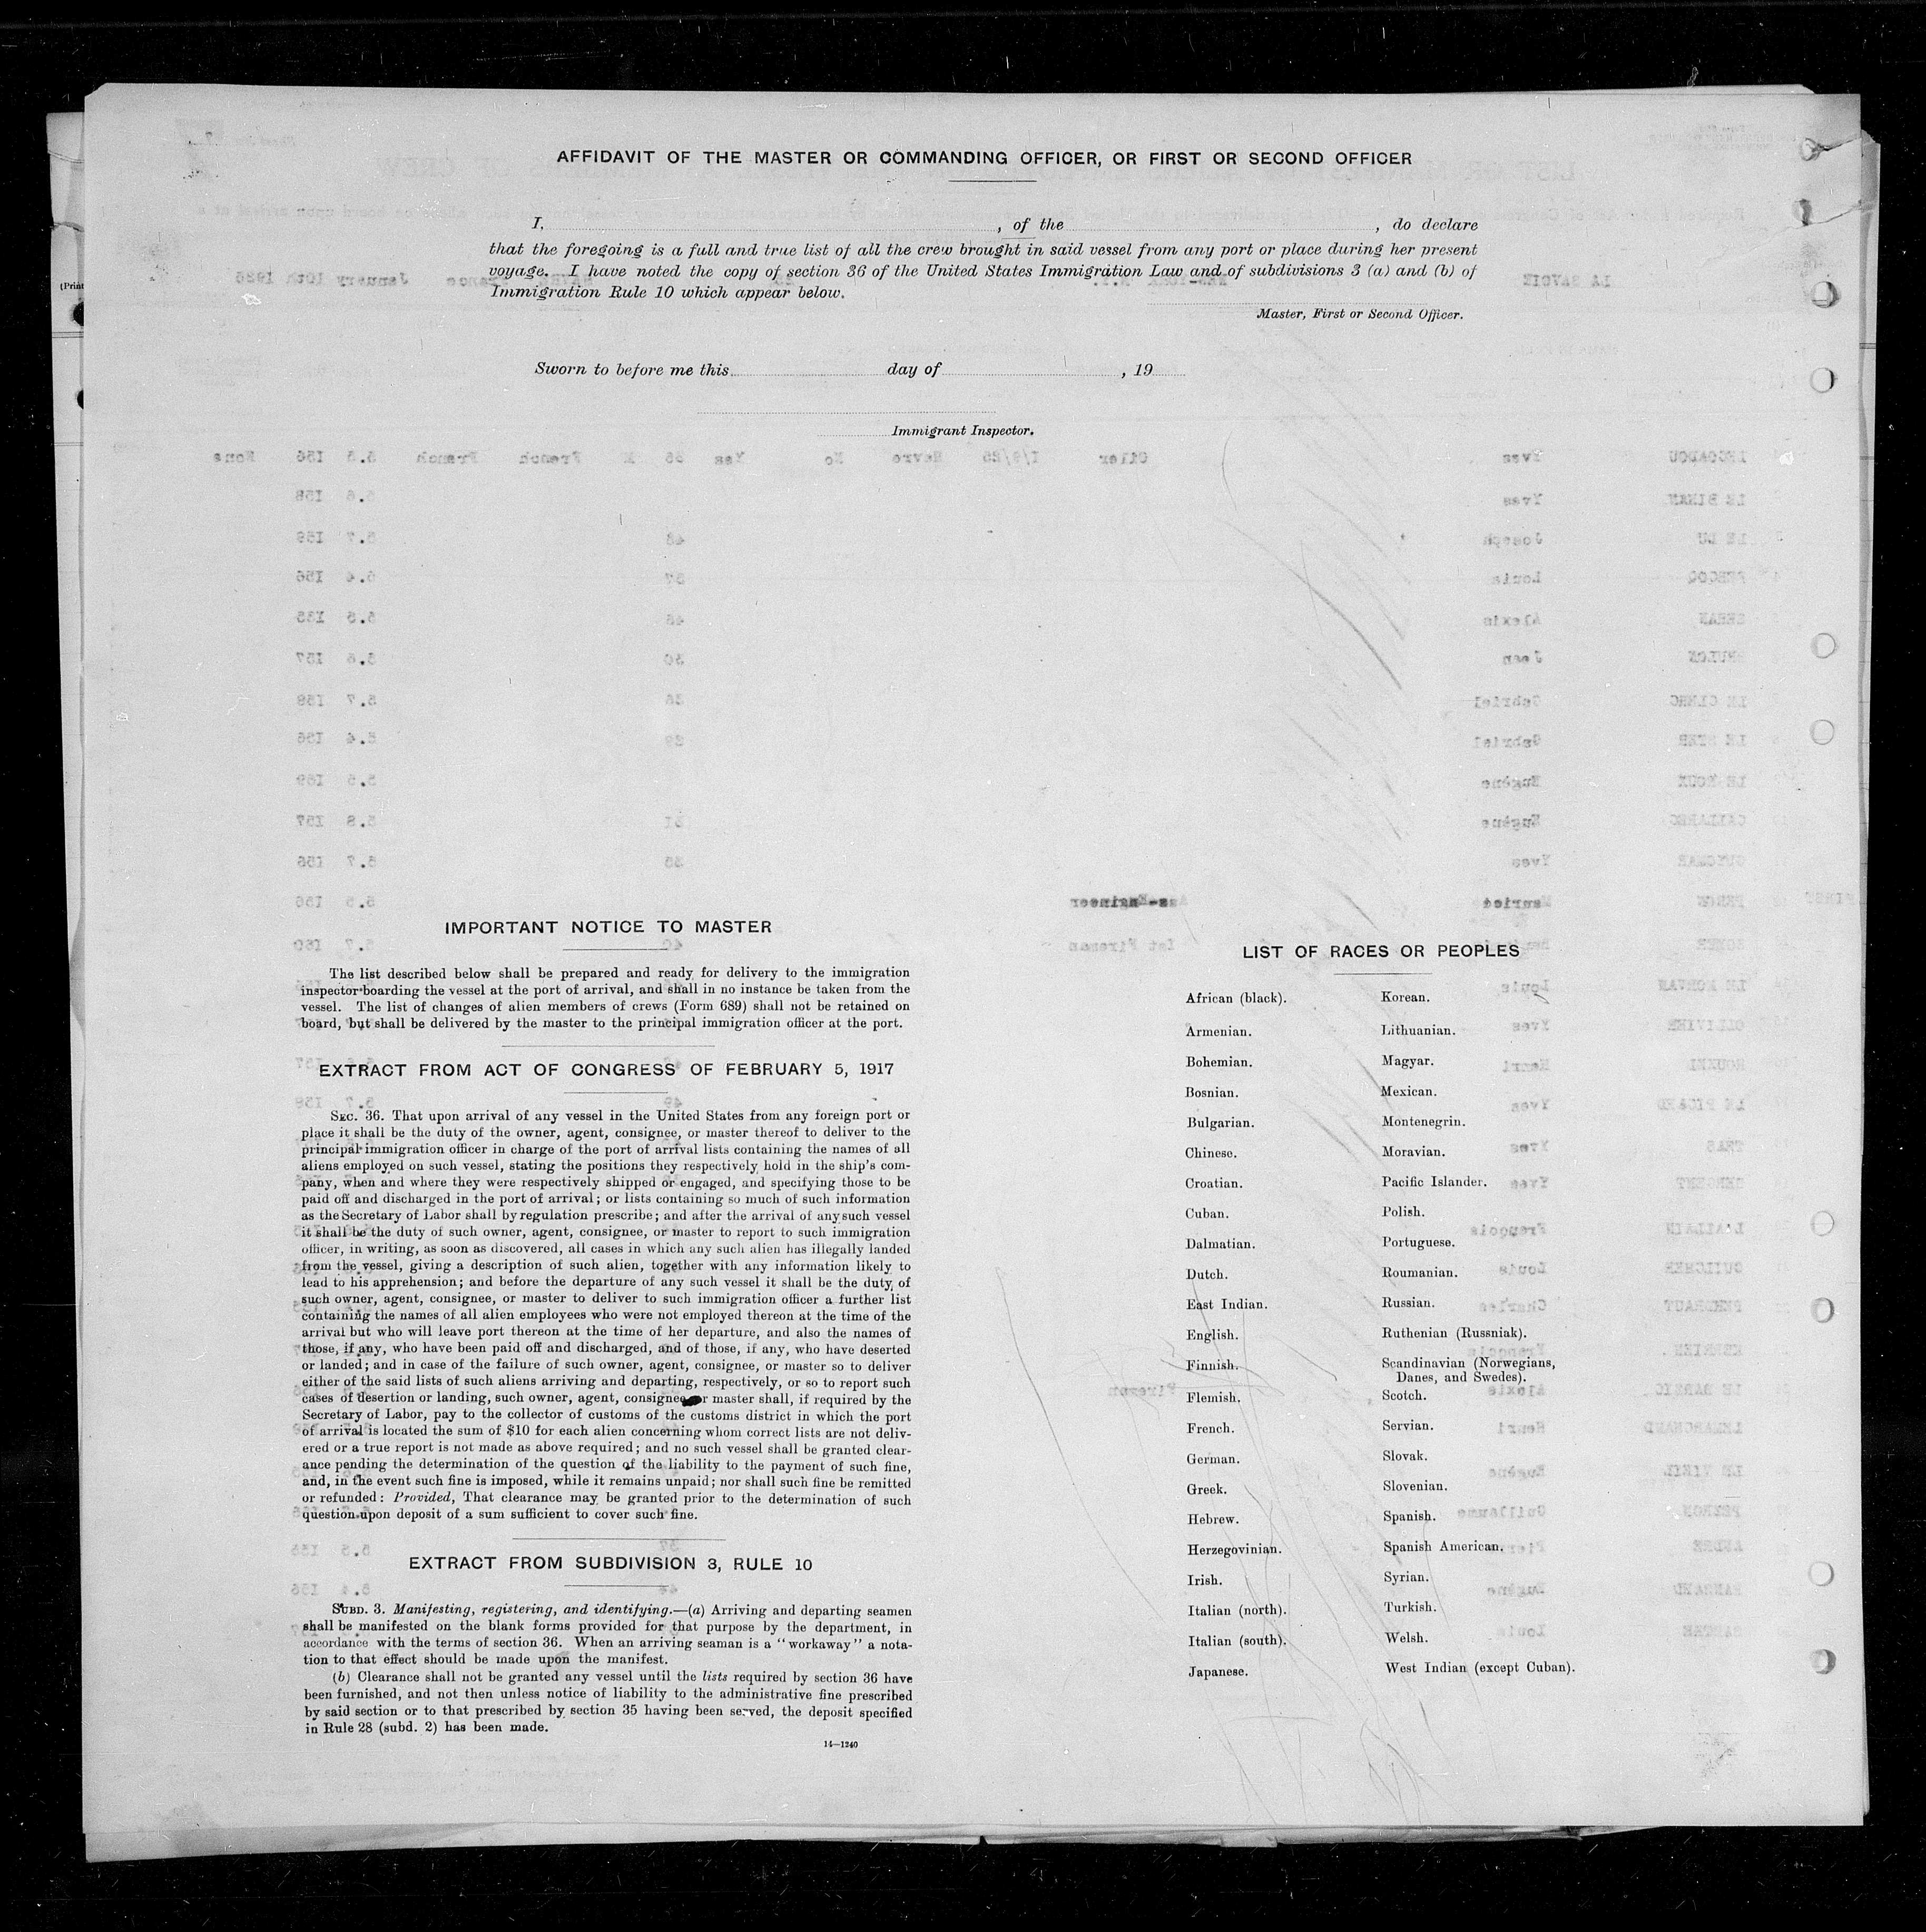 AFFIDAVIT OF THE MASTER OR COMMANDING OFFICER, OR FIRST OR SECOND OFFICER
I, , of the , do declare
that the foregoing is a full and true list of all the crew brought in said vessel from any port or place during her present
voyage. I have noted the copy of section 36 of the United States Immigration Law and of subdivisions 3 (a) and (b) of
Immigration Rule 10 which appear below.
Master, First or Second Officer.
Sworn to before me this day of , 19
Immigrant Inspector.
IMPORTANT NOTICE TO MASTER
The list described below shall be prepared and ready for delivery to the immigration
inspector boarding the vessel at the port of arrival, and shall in no instance be taken from the
vessel. The list of changes of alien members of crews (Form 689) shall not be retained on
board, but shall be delivered by the master to the principal immigration officer at the port.
EXTRACT FROM ACT OF CONGRESS OF FEBRUARY 5, 1917
SEC. 36. That upon arrival of any vessel in the United States from any foreign port or
place it shall be the duty of the owner, agent, consignee, or master thereof to deliver to the
principal immigration officer in charge of the port of arrival lists containing the names of all
aliens employed on such vessel, stating the positions they respectively hold in the ship's com-
pany, when and where they were respectively shipped or engaged, and specifying those to be
paid off and discharged in the port of arrival; or lists containing so much of such information
as the Secretary of Labor shall by regulation prescribe; and after the arrival of any such vessel
it shall be the duty of such owner, agent, consignee, or master to report to such immigration
officer, in writing, as soon as discovered, all cases in which any such alien has illegally landed
from the vessel, giving a description of such alien, together with any information likely to
lead to his apprehension; and before the departure of any such vessel it shall be the duty of
such owner, agent, consignee, or master to deliver to such immigration officer a further list
containing the names of all alien employees who were not employed thereon at the time of the
arrival but who will leave port thereon at the time of her departure, and also the names of
those, if any, who have been paid off and discharged, and of those, if any, who have deserted
or landed; and in case of the failure of such owner, agent, consignee, or master so to deliver
either of the said lists of such aliens arriving and departing, respectively, or so to report such
cases of desertion or landing, such owner, agent, consignee or master shall, if required by the
Secretary of Labor, pay to the collector of customs of the customs district in which the port
of arrival is located the sum of $10 for each alien concerning whom correct lists are not deliv-
ered or a true report is not made as above required; and no such vessel shall be granted clear-
ance pending the determination of the question of the liability to the payment of such fine,
and, in the event such fine is imposed, while it remains unpaid; nor shall such fine be remitted
or refunded: Provided, That clearance may be granted prior to the determination of such
question upon deposit of a sum sufficient to cover such fine.
EXTRACT FROM SUBDIVISION 3, RULE 10
SUBD. 3. Manifesting, registering, and identifying.—(a) Arriving and departing seamen
shall be manifested on the blank forms provided for that purpose by the department, in
accordance with the terms of section 36. When an arriving seaman is a "workaway" a nota-
tion to that effect should be made upon the manifest.
(b) Clearance shall not be granted any vessel until the lists required by section 36 have
been furnished, and not then unless notice of liability to the administrative fine prescribed
by said section or to that prescribed by section 35 having been served, the deposit specified
in Rule 28 (subd. 2) has been made.
14—1240
LIST OF RACES OR PEOPLES
African (black).
Armenian.
Bohemian.
Bosnian.
Bulgarian.
Chinese.
Croatian.
Cuban.
Dalmatian.
Dutch.
East Indian.
English.
Finnish.
Flemish.
French.
German.
Greek.
Hebrew.
Herzegovinian.
Irish.
Italian (north).
Italian (south).
Japanese.
Korean.
Lithuanian.
Magyar.
Mexican.
Montenegrin.
Moravian.
Pacific Islander.
Polish.
Portuguese.
Roumanian.
Russian.
Ruthenian (Russniak).
Scandinavian (Norwegians,
Danes, and Swedes).
Scotch.
Servian.
Slovak.
Slovenian.
Spanish.
Spanish American.
Syrian.
Turkish.
Welsh.
West Indian (except Cuban).